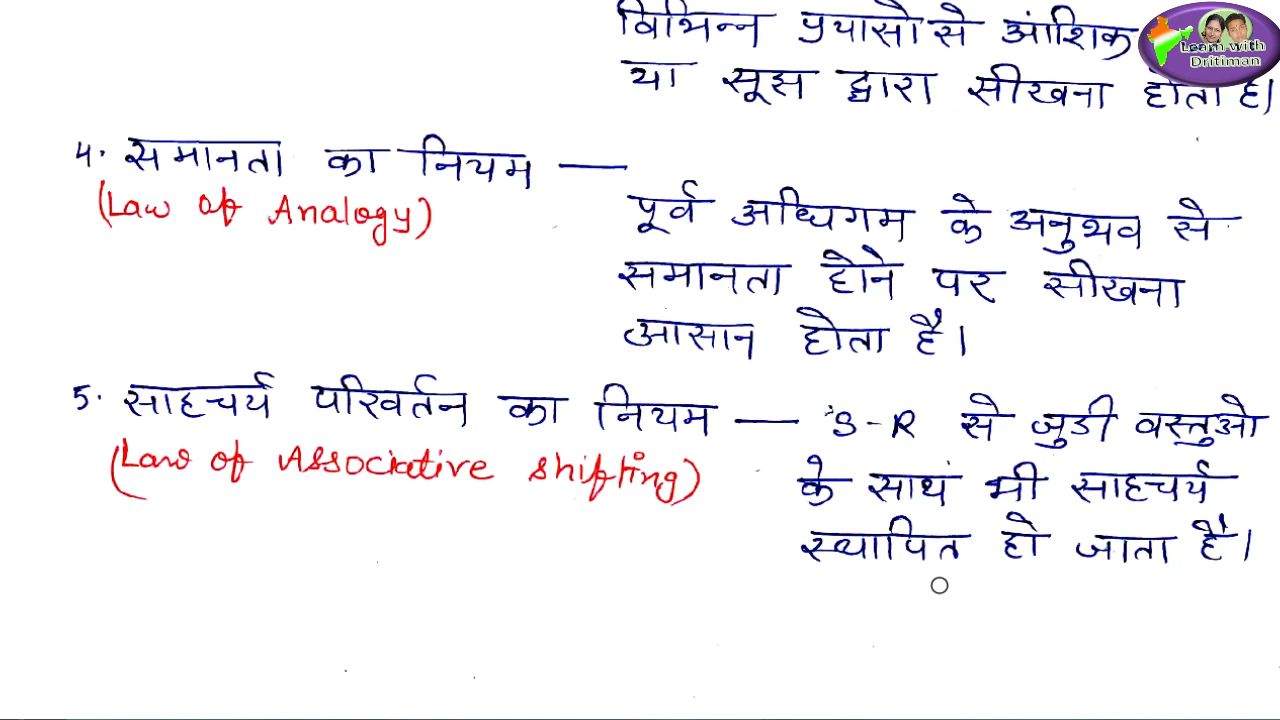 विभिन्न प्रयासो से आंशिक
या सूझ द्वारा सीखना होता है।
Learn with
Dritiman
4. समानता का नियम —
(Law of Analogy)
पूर्व अधिगम के अनुभव से
समानता होने पर सीखना
आसान होता है।
5. साहचर्य परिवर्तन का नियम — S-R से जुडी वस्तुओ
(Law of Associative shifting)
के साथ भी साहचर्य
स्थापित हो जाता है।